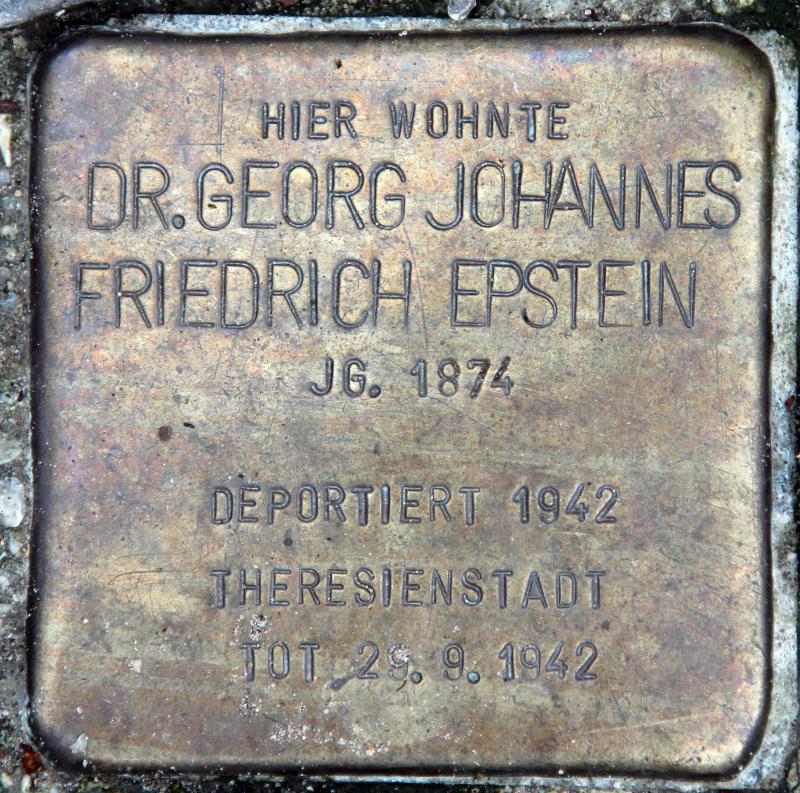 HIER WOHNTE
DR. GEORG JOHANNES
FRIEDRICH EPSTEIN
JG. 1874
DEPORTIERT 1942
THERESIENSTADT
TOT 29. 9. 1942